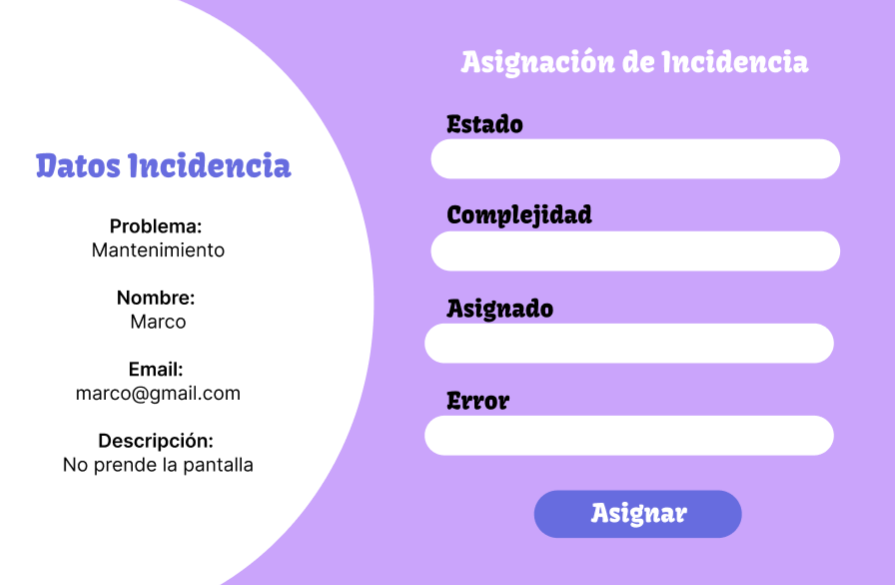 Datos Incidencia
Problema:
Mantenimiento
Nombre:
Marco
Email:
marco@gmail.com
Descripción:
No prende la pantalla
Asignación de Incidencia
Estado
Complejidad
Asignado
Error
Asignar